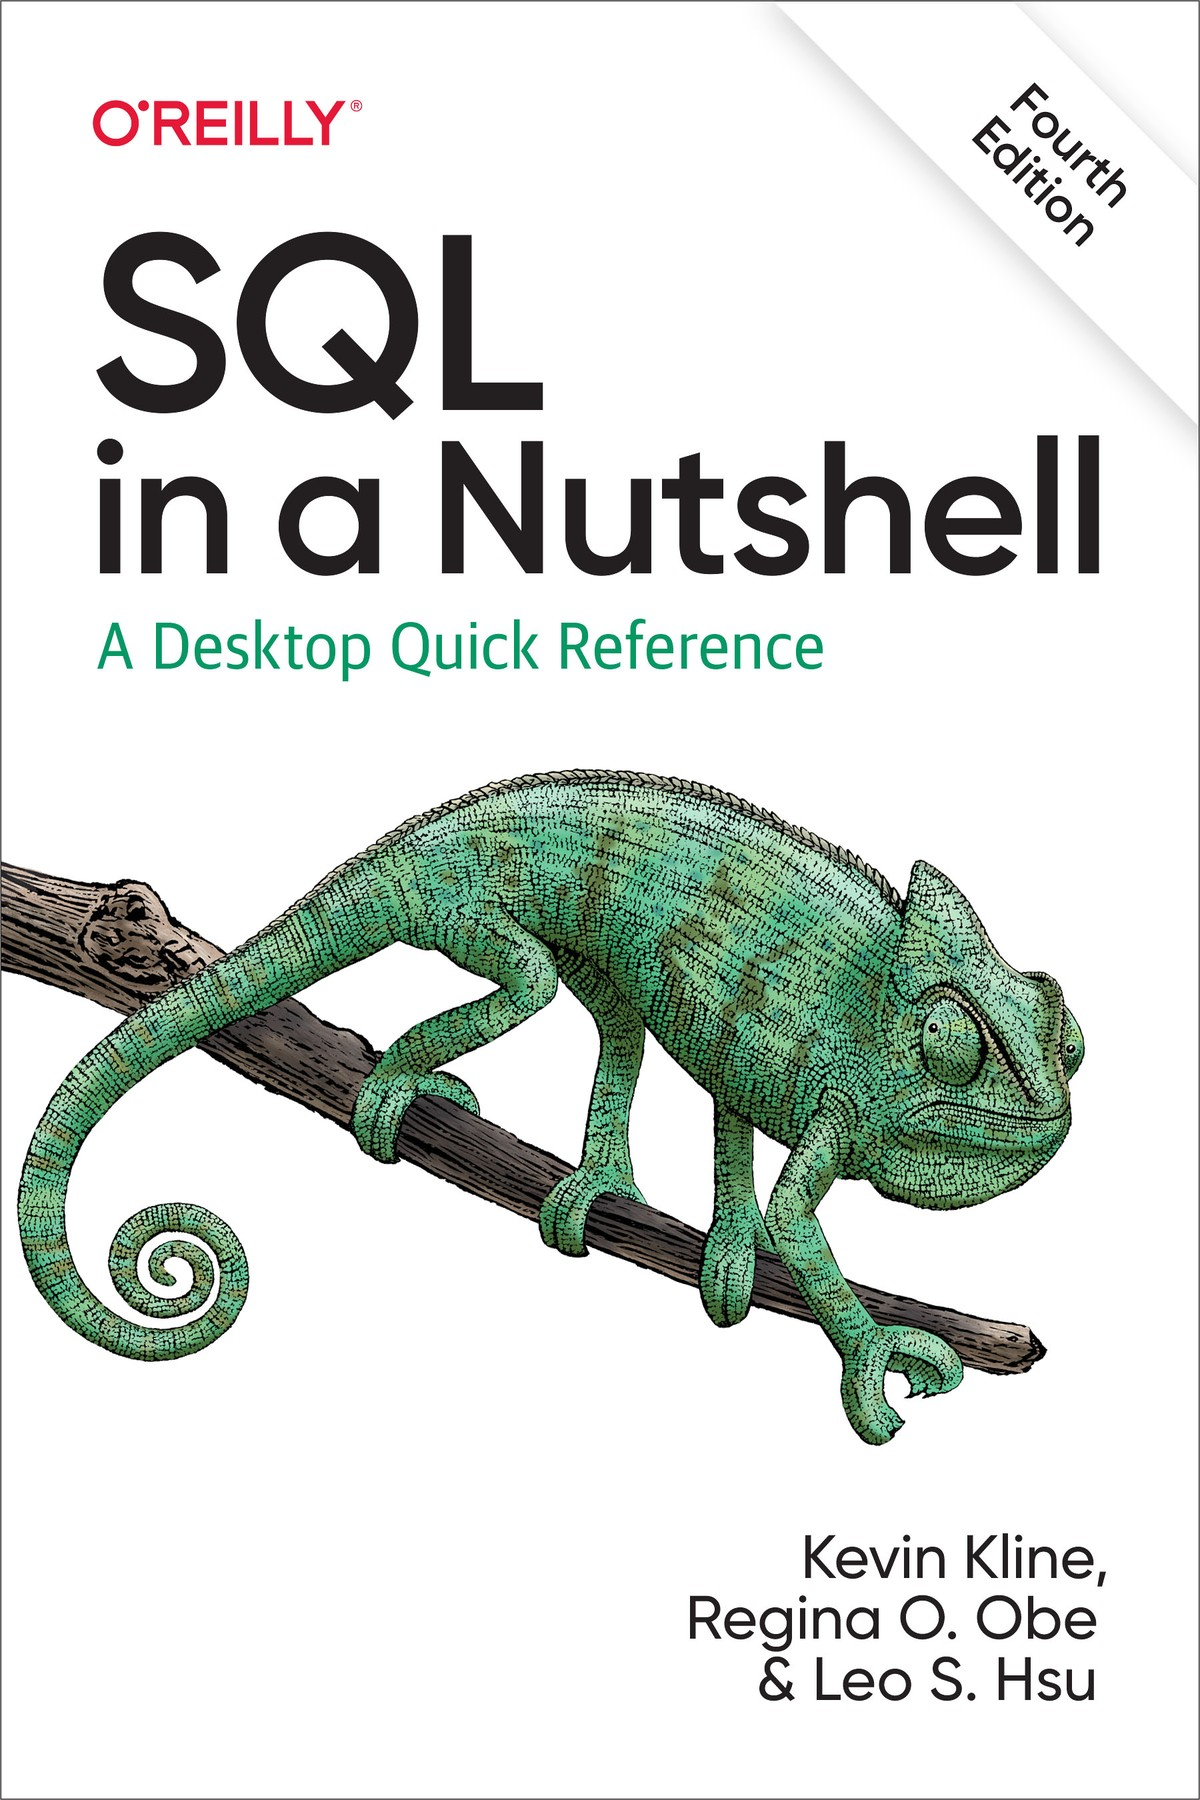 O'REILLY®
Fourth
Edition
SQL
in a Nutshell
A Desktop Quick Reference
Kevin Kline,
Regina O. Obe
& Leo S. Hsu